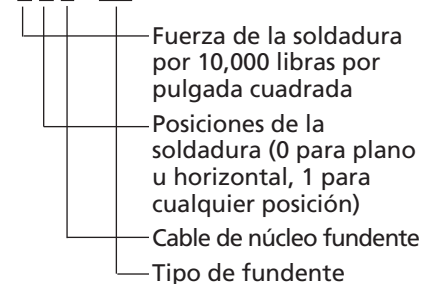 Fuerza de la soldadura
por 10,000 libras por
pulgada cuadrada
Posiciones de la
soldadura (0 para plano
u horizontal, 1 para
cualquier posición)
Cable de núcleo fundente
Tipo de fundente